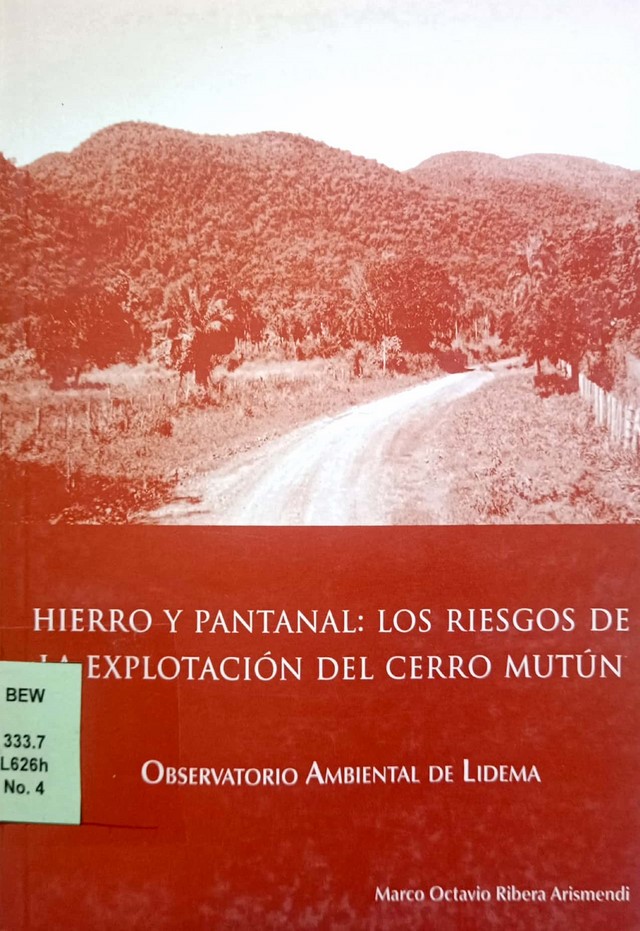 HIERRO Y PANTANAL: LOS RIESGOS DE
LA EXPLOTACIÓN DEL CERRO MUTÚN
OBSERVATORIO AMBIENTAL DE LIDEMA
Marco Octavio Ribera Arismendi
BEW
333.7
L626h
No. 4